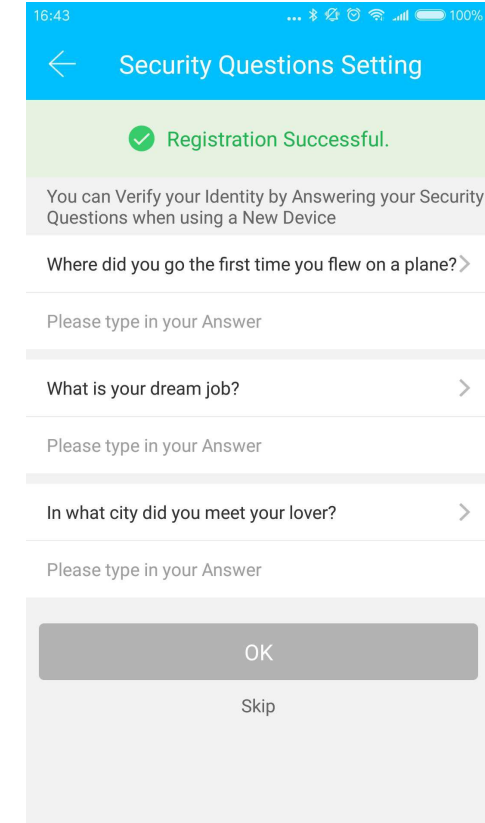 16:43 ... 100%
Security Questions Setting
Registration Successful.
You can Verify your Identity by Answering your Security
Questions when using a New Device
Where did you go the first time you flew on a plane?
Please type in your Answer
What is your dream job?
Please type in your Answer
In what city did you meet your lover?
Please type in your Answer
OK
Skip